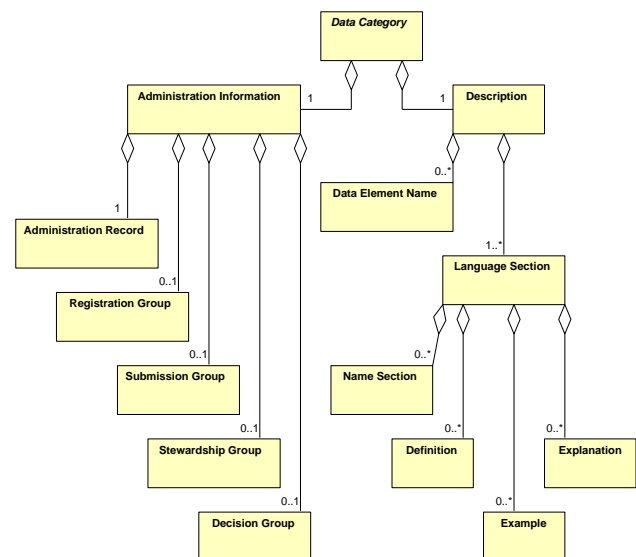 Data Category
Administration Information
1
1
Description
0..*
Data Element Name
1
Administration Record
1..*
Language Section
0..1
Registration Group
0..1
Submission Group
0..*
Name Section
0..1
Stewardship Group
0..*
Definition
0..*
Explanation
0..1
Decision Group
0..*
Example